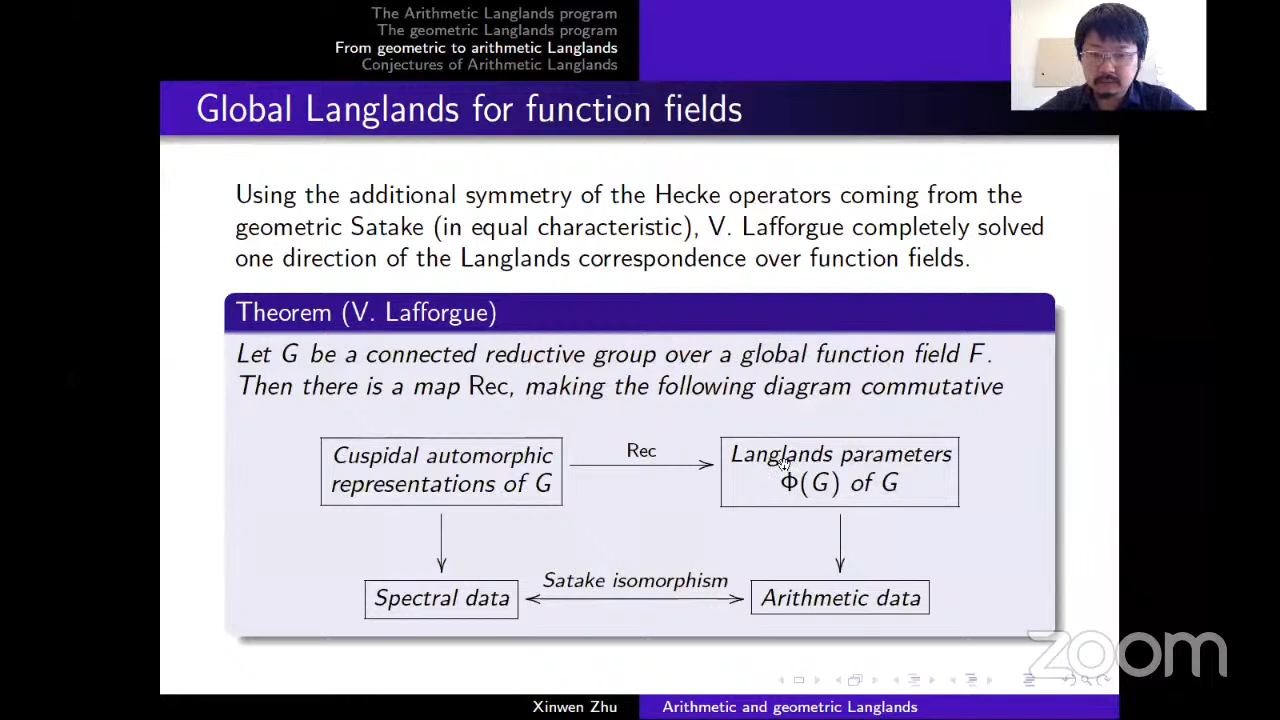 The Arithmetic Langlands program
The geometric Langlands program
From geometric to arithmetic Langlands
Conjectures of Arithmetic Langlands
Global Langlands for function fields
Using the additional symmetry of the Hecke operators coming from the
geometric Satake (in equal characteristic), V. Lafforgue completely solved
one direction of the Langlands correspondence over function fields.
Theorem (V. Lafforgue)
Let G be a connected reductive group over a global function field F.
Then there is a map Rec, making the following diagram commutative
Cuspidal automorphic
representations of G
Rec
Langlands parameters
Φ(G) of G
Spectral data
Satake isomorphism
Arithmetic data
zoom
Xinwen Zhu
Arithmetic and geometric Langlands